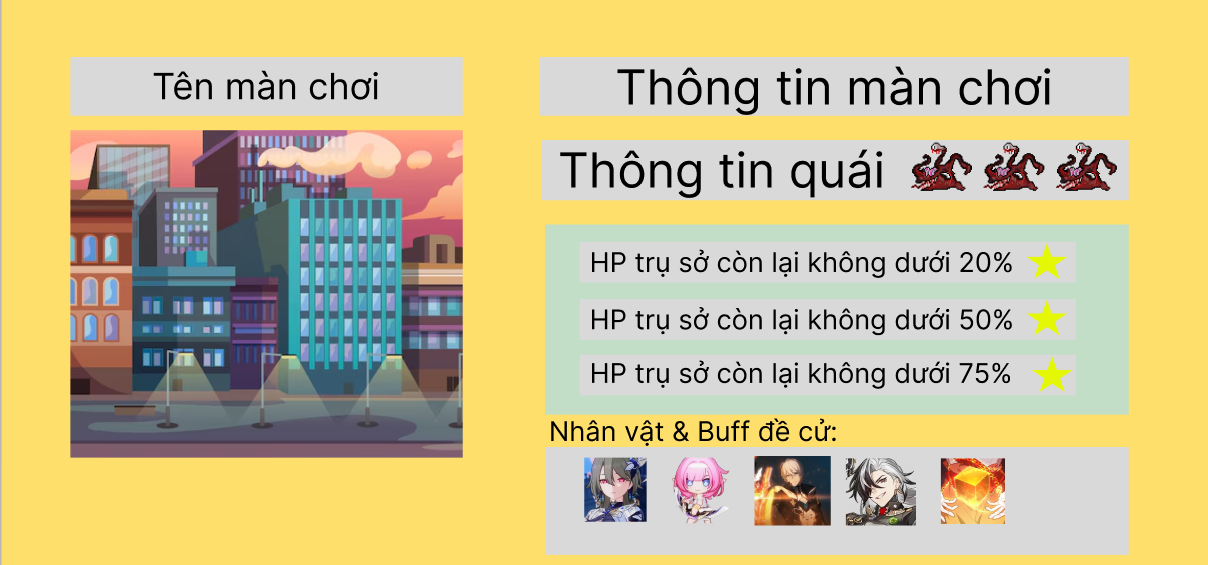 Tên màn chơi
Thông tin màn chơi
Thông tin quái
HP trụ sở còn lại không dưới 20%
HP trụ sở còn lại không dưới 50%
HP trụ sở còn lại không dưới 75%
Nhân vật & Buff đề cử: